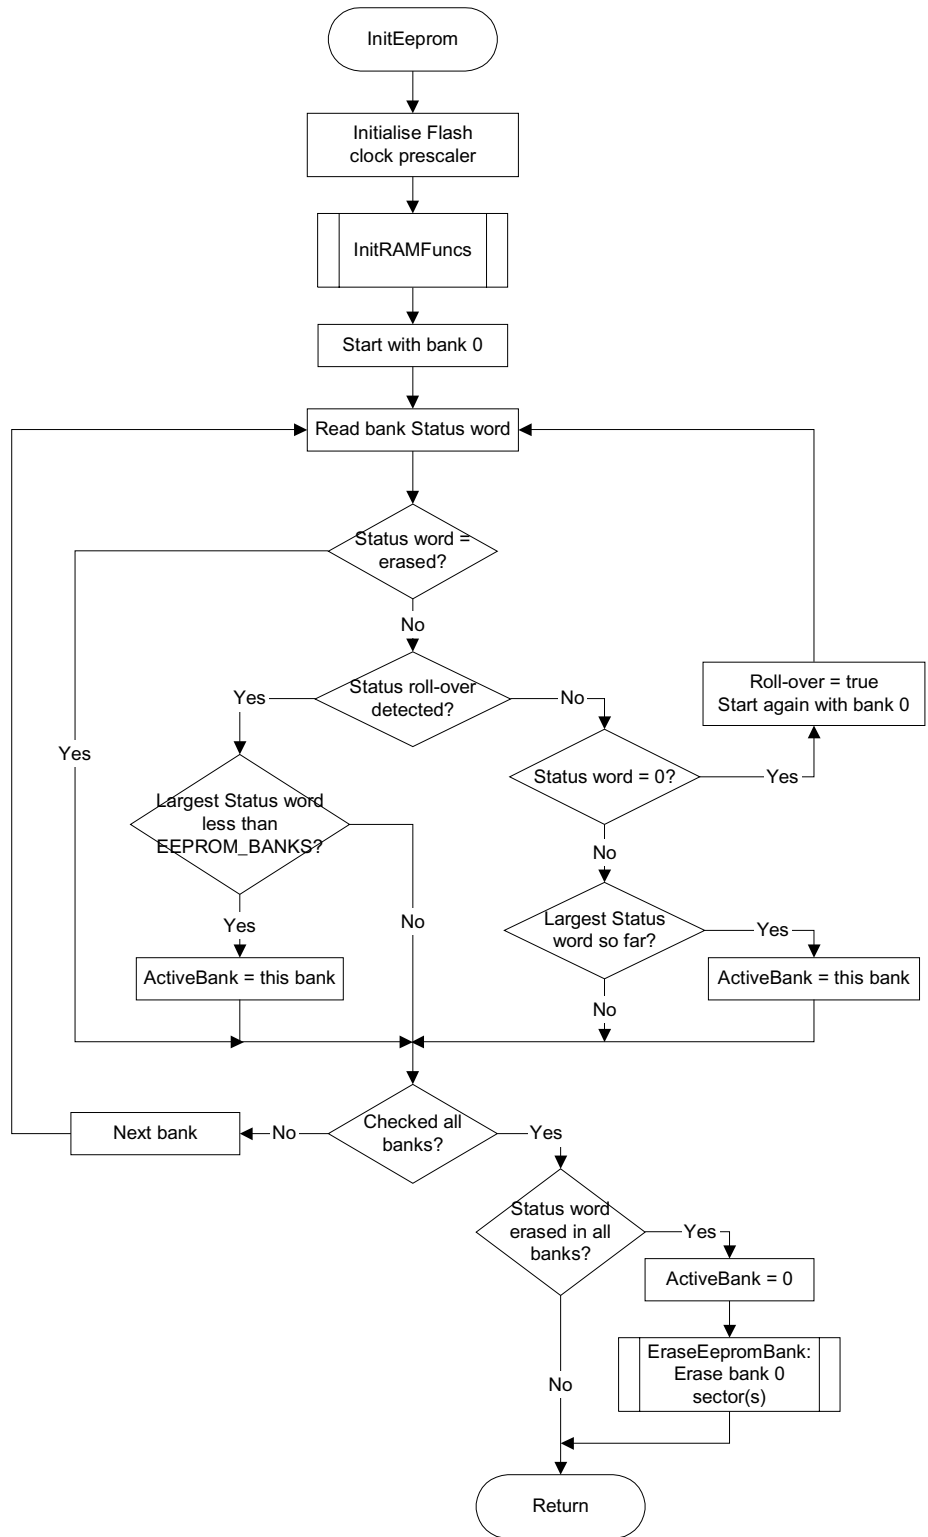 InitEeprom
Initialise Flash
clock prescaler
InitRAMFuncs
Start with bank 0
Read bank Status word
Status word =
erased?
No
Status roll-over
detected?
Yes
No
Roll-over = true
Start again with bank 0
Yes
Status word = 0?
Yes
Largest Status word
less than
EEPROM_BANKS?
No
Yes
No
Largest Status
word so far?
Yes
ActiveBank = this bank
ActiveBank = this bank
No
Next bank
No
Checked all
banks?
Yes
Status word
erased in all
banks?
Yes
ActiveBank = 0
EraseEepromBank:
Erase bank 0
sector(s)
No
Return